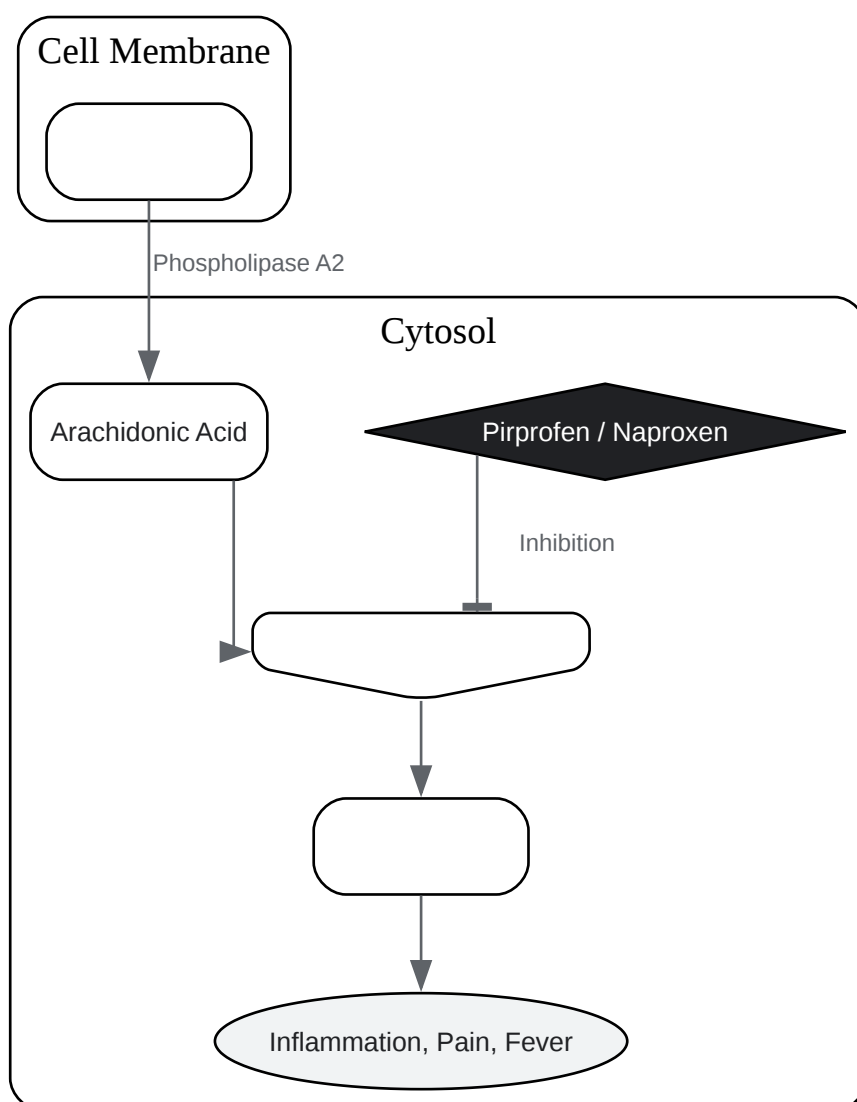 Cell Membrane
Phospholipase A2
Cytosol
Arachidonic Acid
Pirprofen / Naproxen
Inhibition
Inflammation, Pain, Fever